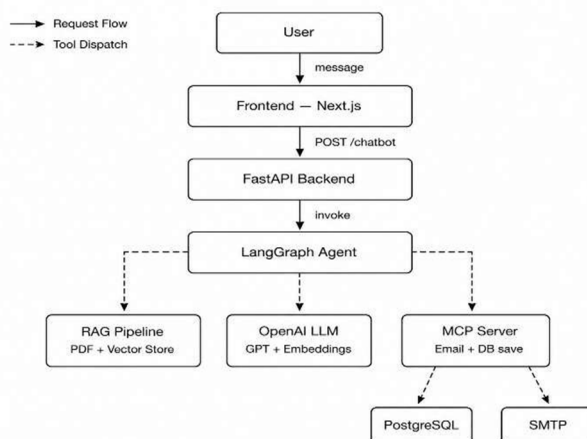 Request Flow
Tool Dispatch
User
message
Frontend — Next.js
POST /chatbot
FastAPI Backend
invoke
LangGraph Agent
RAG Pipeline
PDF + Vector Store
OpenAI LLM
GPT + Embeddings
MCP Server
Email + DB save
PostgreSQL
SMTP